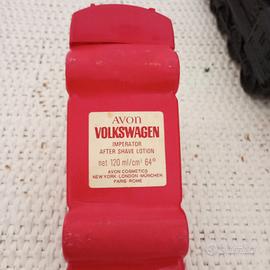 AVON
VOLKSWAGEN
IMPERATOR
AFTER SHAVE LOTION
net 120 ml/cm³ 64°
AVON COSMETICS
NEW YORK·LONDON·MÜNCHEN
PARIS·ROME
subito